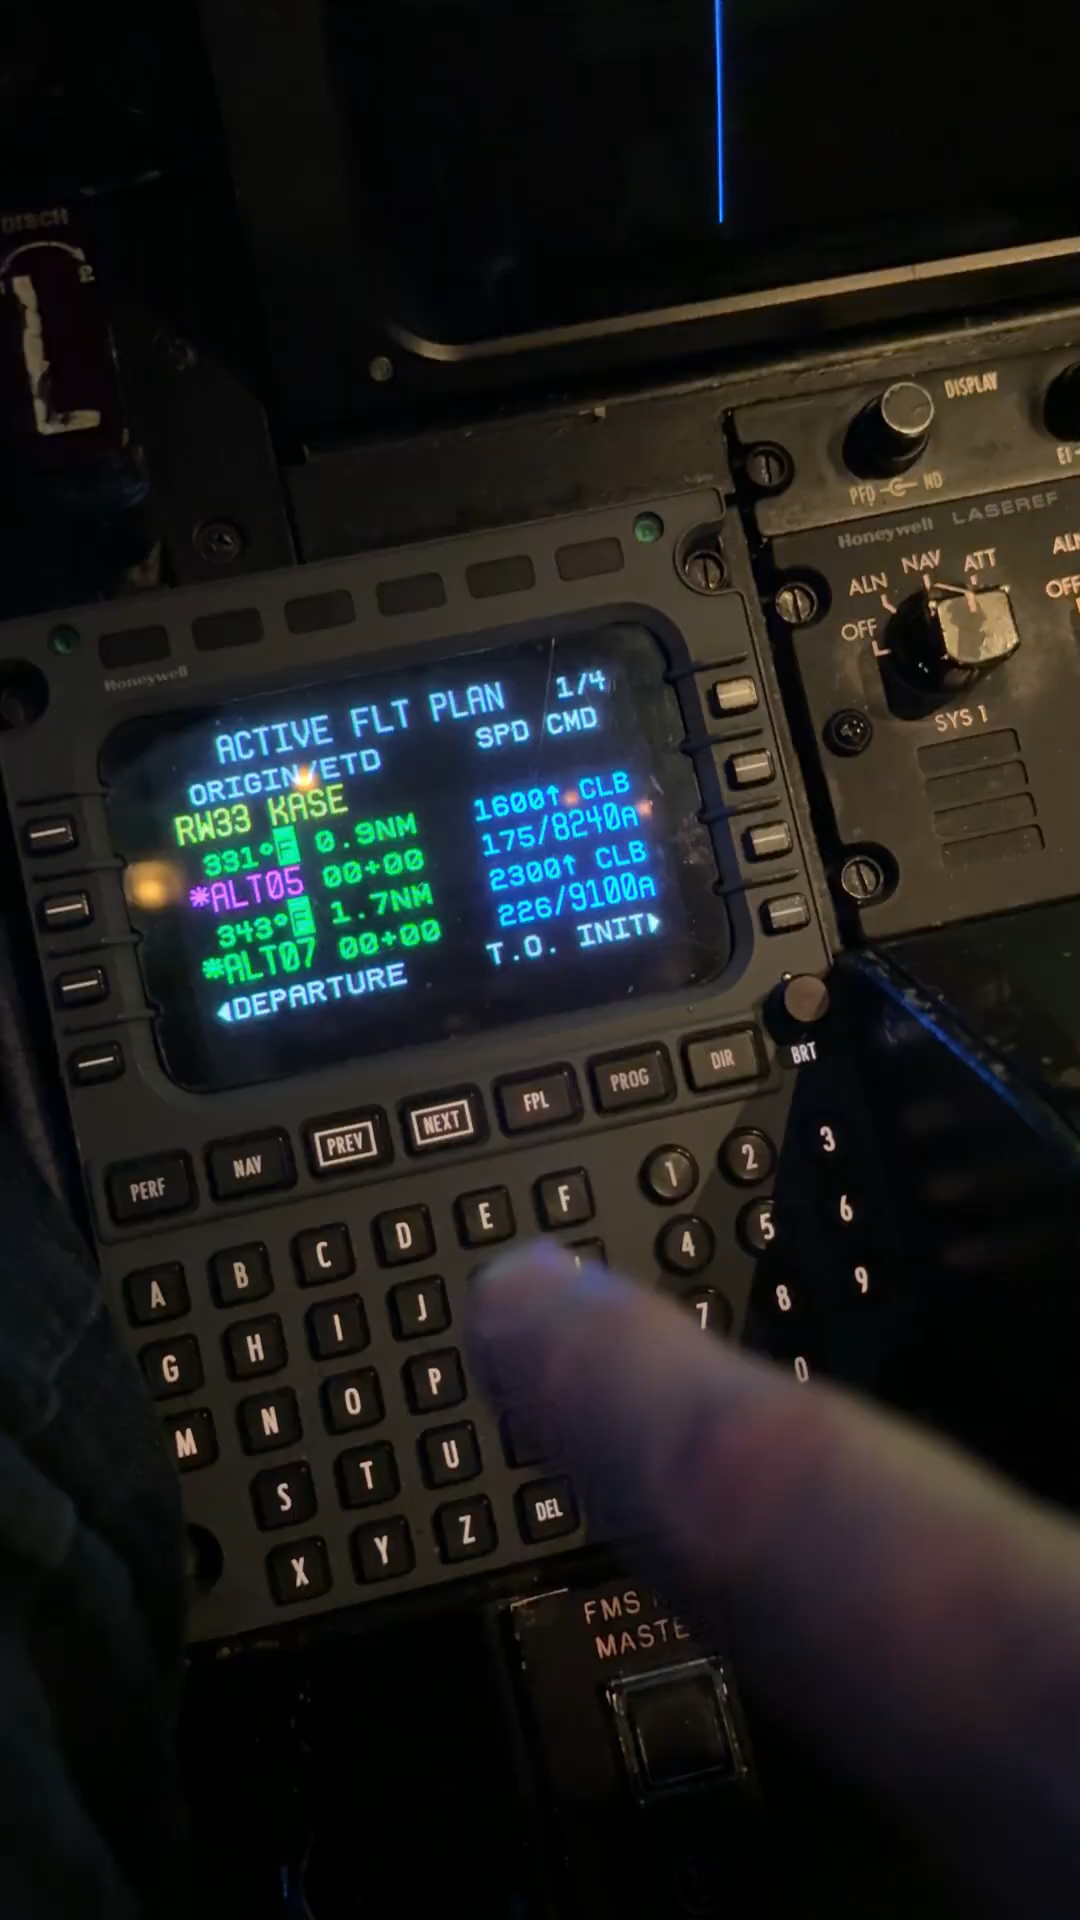 DISCH
2
L
DISPLAY
PFD ND
Honeywell LASEREF
OFF ALN NAV ATT
SYS 1
Honeywell
ACTIVE FLT PLAN 1/4
ORIGIN/ETD SPD CMD
RW33 KASE
331° 0.9NM 1600↑ CLB
*ALT05 00+00 175/8240A
343° 1.7NM 2300↑ CLB
*ALT07 00+00 226/9100A
◀DEPARTURE T.O. INIT▶
BRT
PERF NAV PREV NEXT FPL PROG DIR
A B C D E F 1 2 3
G H I J 4 5 6
M N O P 7 8 9
S T U 0
X Y Z DEL
FMS